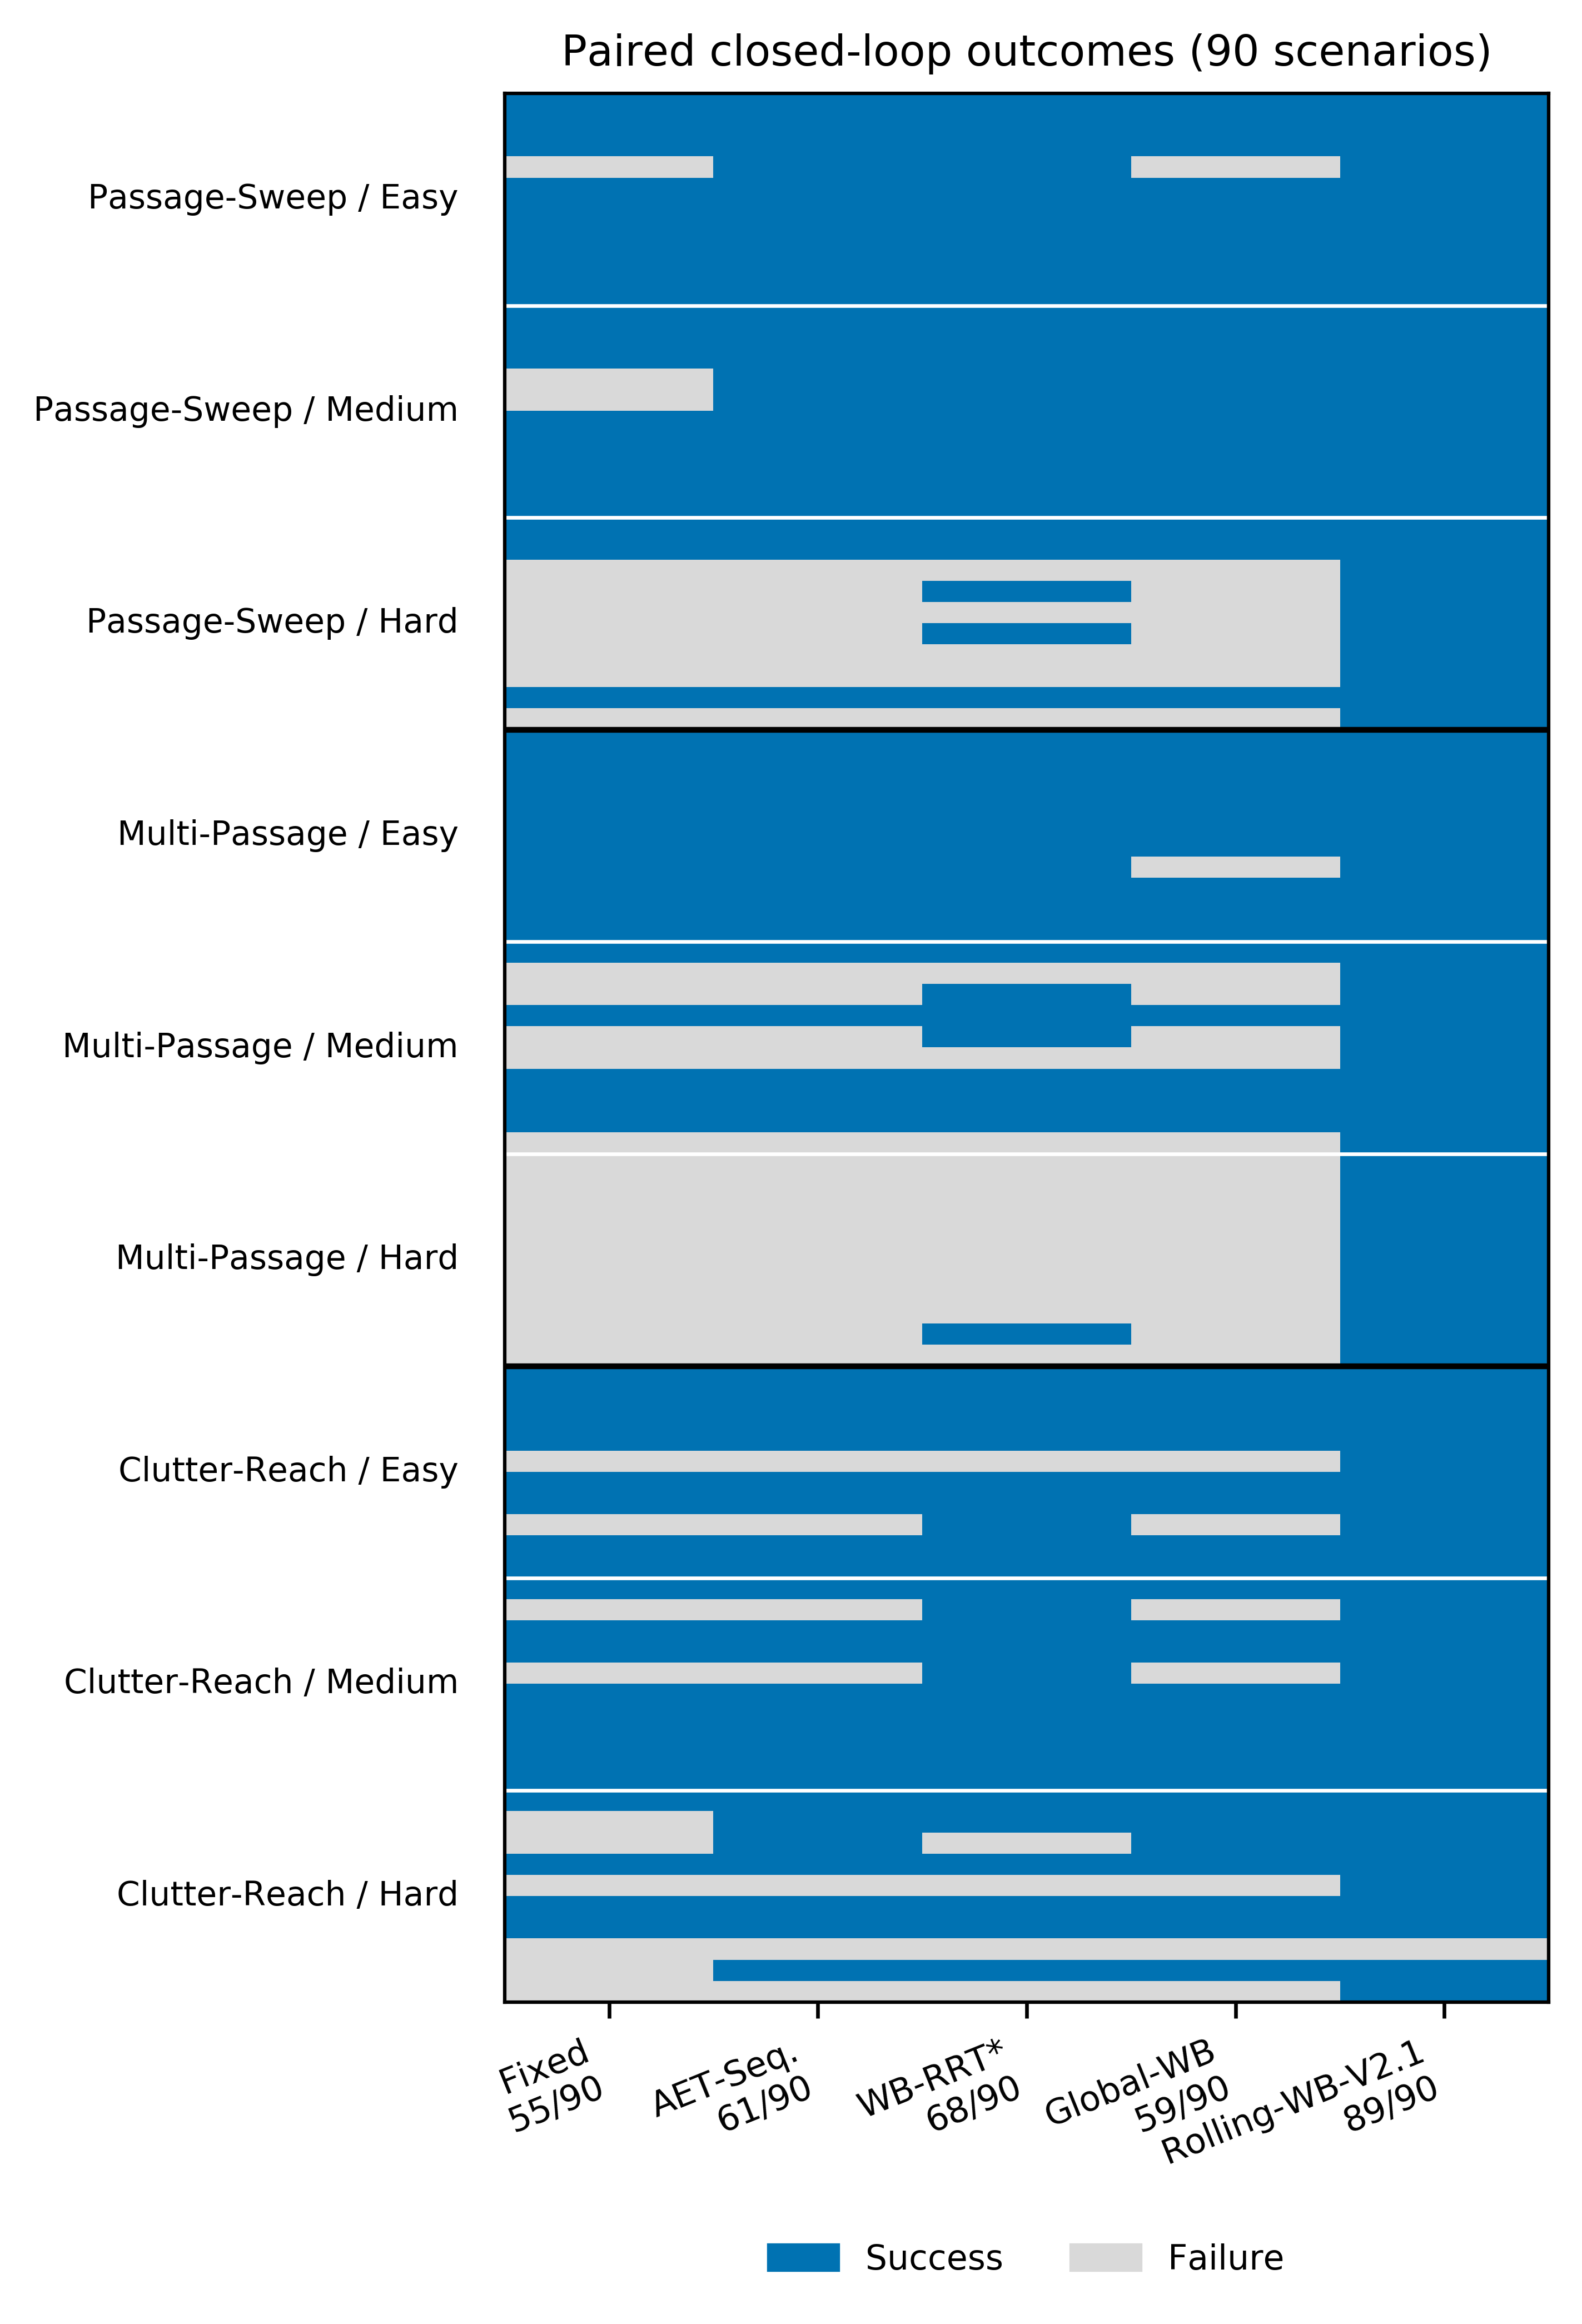 Paired closed-loop outcomes (90 scenarios)
Passage-Sweep / Easy
Passage-Sweep / Medium
Passage-Sweep / Hard
Multi-Passage / Easy
Multi-Passage / Medium
Multi-Passage / Hard
Clutter-Reach / Easy
Clutter-Reach / Medium
Clutter-Reach / Hard
Fixed
55/90
AET-Seq.
61/90
WB-RRT*
68/90
Global-WB
59/90
Rolling-WB-V2.1
89/90
Success
Failure